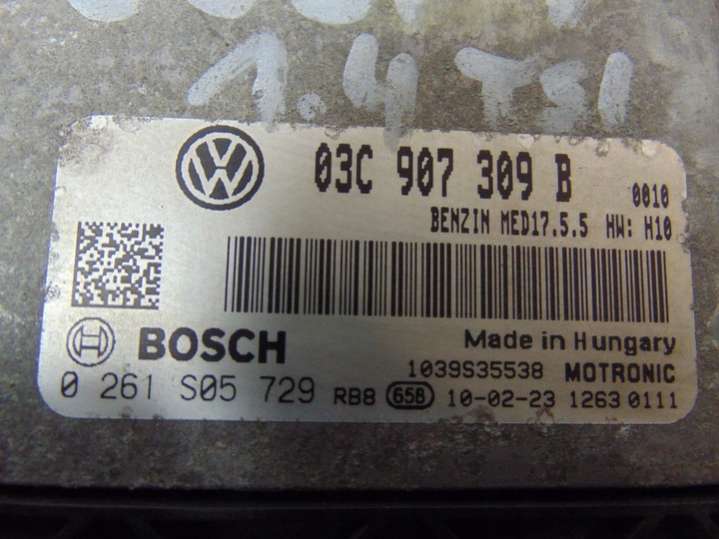 1.4 TSI
03C 907 309 B 0010
BENZIN MED17.5.5 HW: H10
BOSCH
Made in Hungary
1039S35538 MOTRONIC
0 261 S05 729 RB8 658 10-02-23 1263 0111